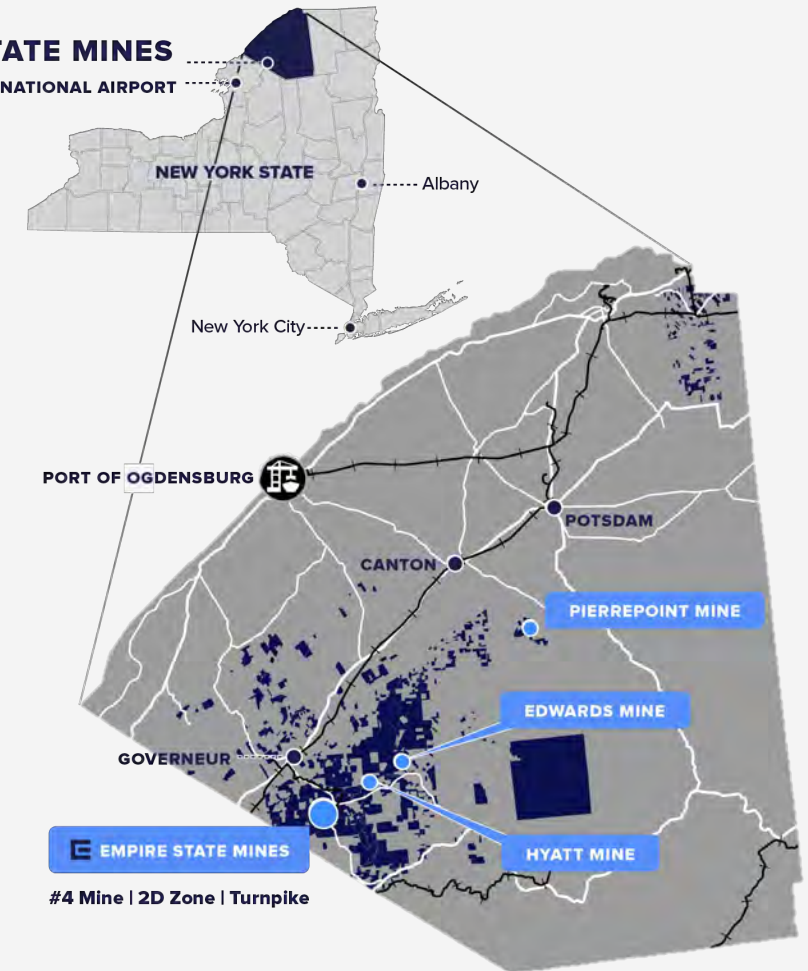 TATE MINES
NATIONAL AIRPORT
NEW YORK STATE
Albany
New York City
PORT OF OGDENSBURG
POTSDAM
CANTON
PIERREPOINT MINE
EDWARDS MINE
GOVERNEUR
EMPIRE STATE MINES
HYATT MINE
#4 Mine | 2D Zone | Turnpike